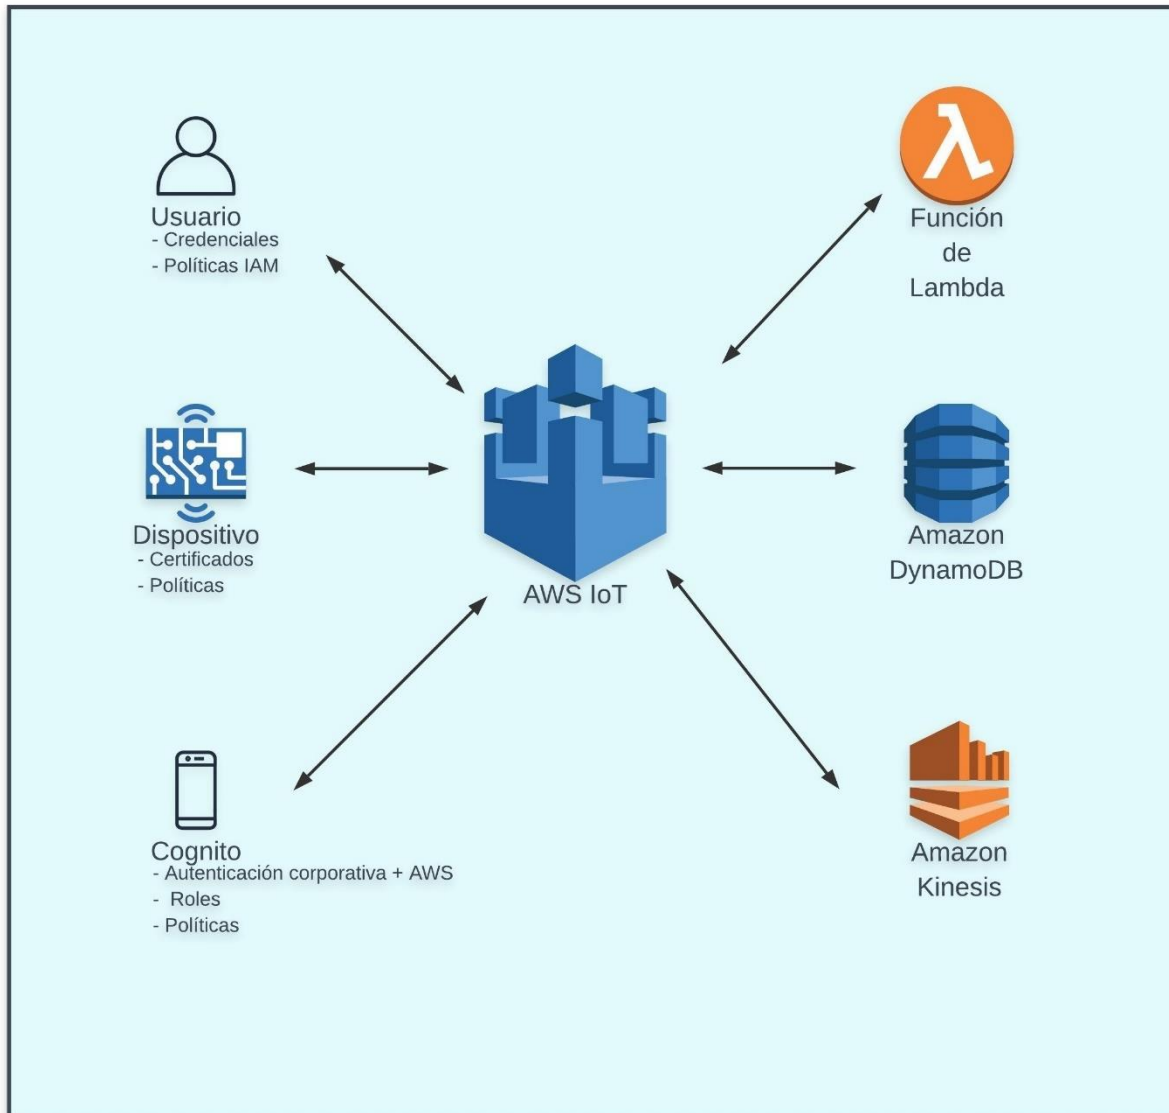 Usuario
- Credenciales
- Políticas IAM
Función
de
Lambda
Dispositivo
- Certificados
- Políticas
AWS IoT
Amazon
DynamoDB
Cognito
- Autenticación corporativa + AWS
- Roles
- Políticas
Amazon
Kinesis